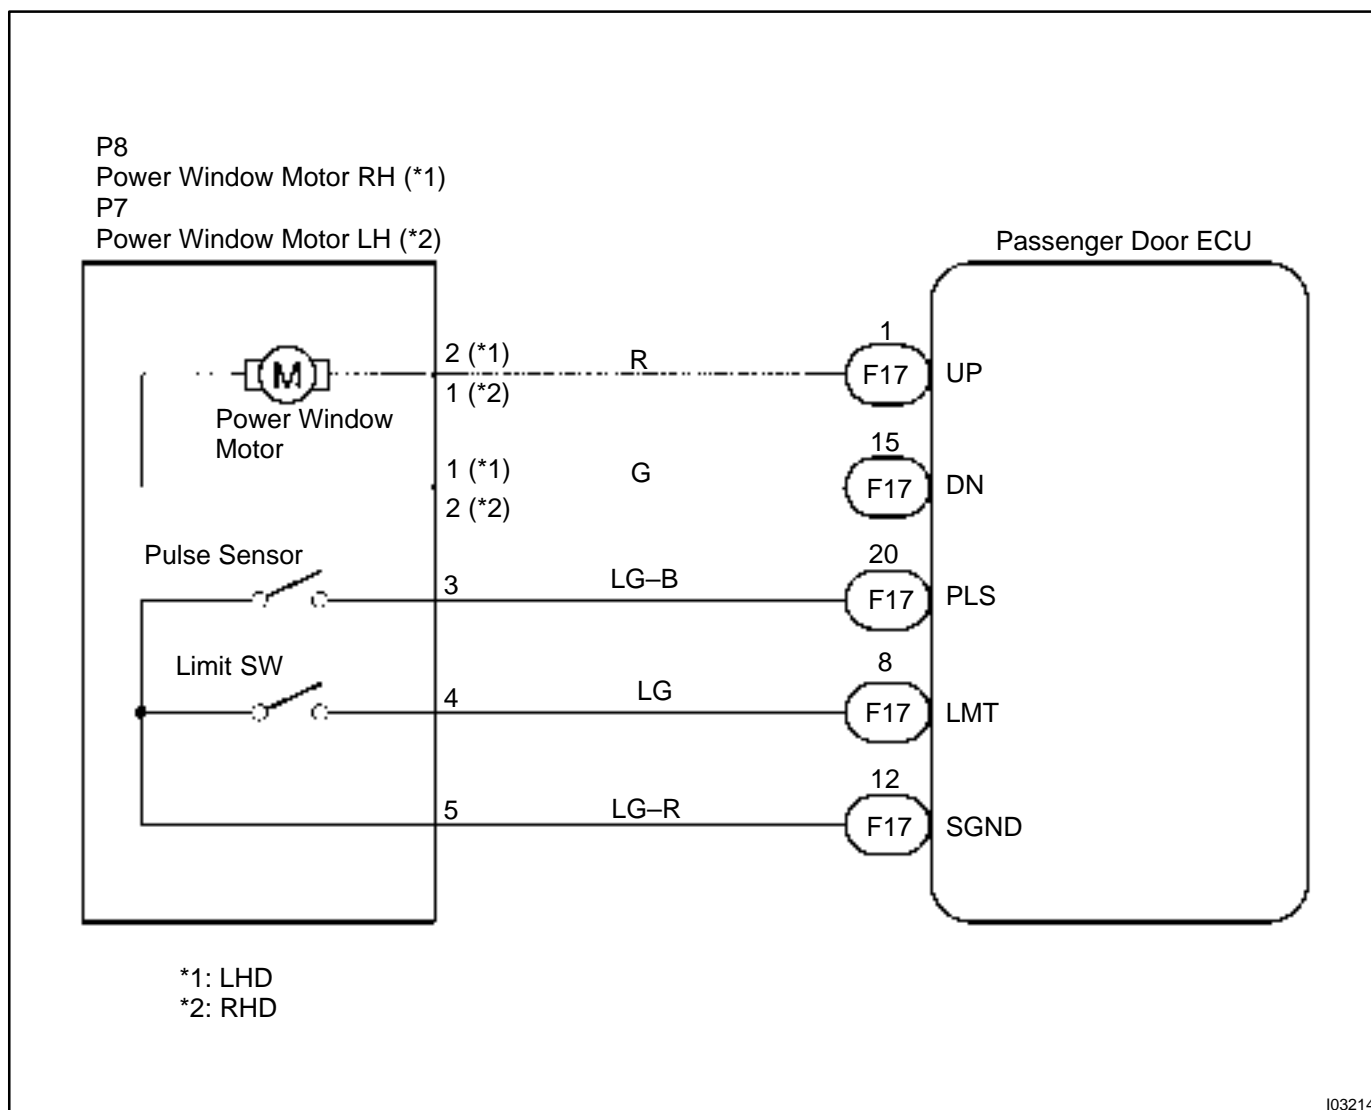 P8
Power Window Motor RH (*1)
P7
Power Window Motor LH (*2)
Passenger Door ECU
M
Power Window
Motor
2 (*1)
1 (*2)
R
1
F17
UP
1 (*1)
2 (*2)
G
15
F17
DN
Pulse Sensor
3
LG–B
20
F17
PLS
Limit SW
4
LG
8
F17
LMT
5
LG–R
12
F17
SGND
*1: LHD
*2: RHD
I03214